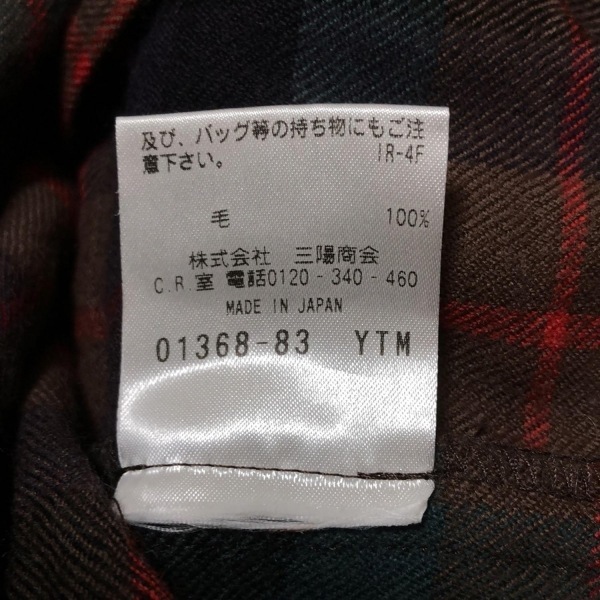 及び、バッグ等の持ち物にもご注
意下さい。 IR-4F
毛 100%
株式会社 三陽商会
C.R.室 電話0120-340-460
MADE IN JAPAN
01368-83 YTM